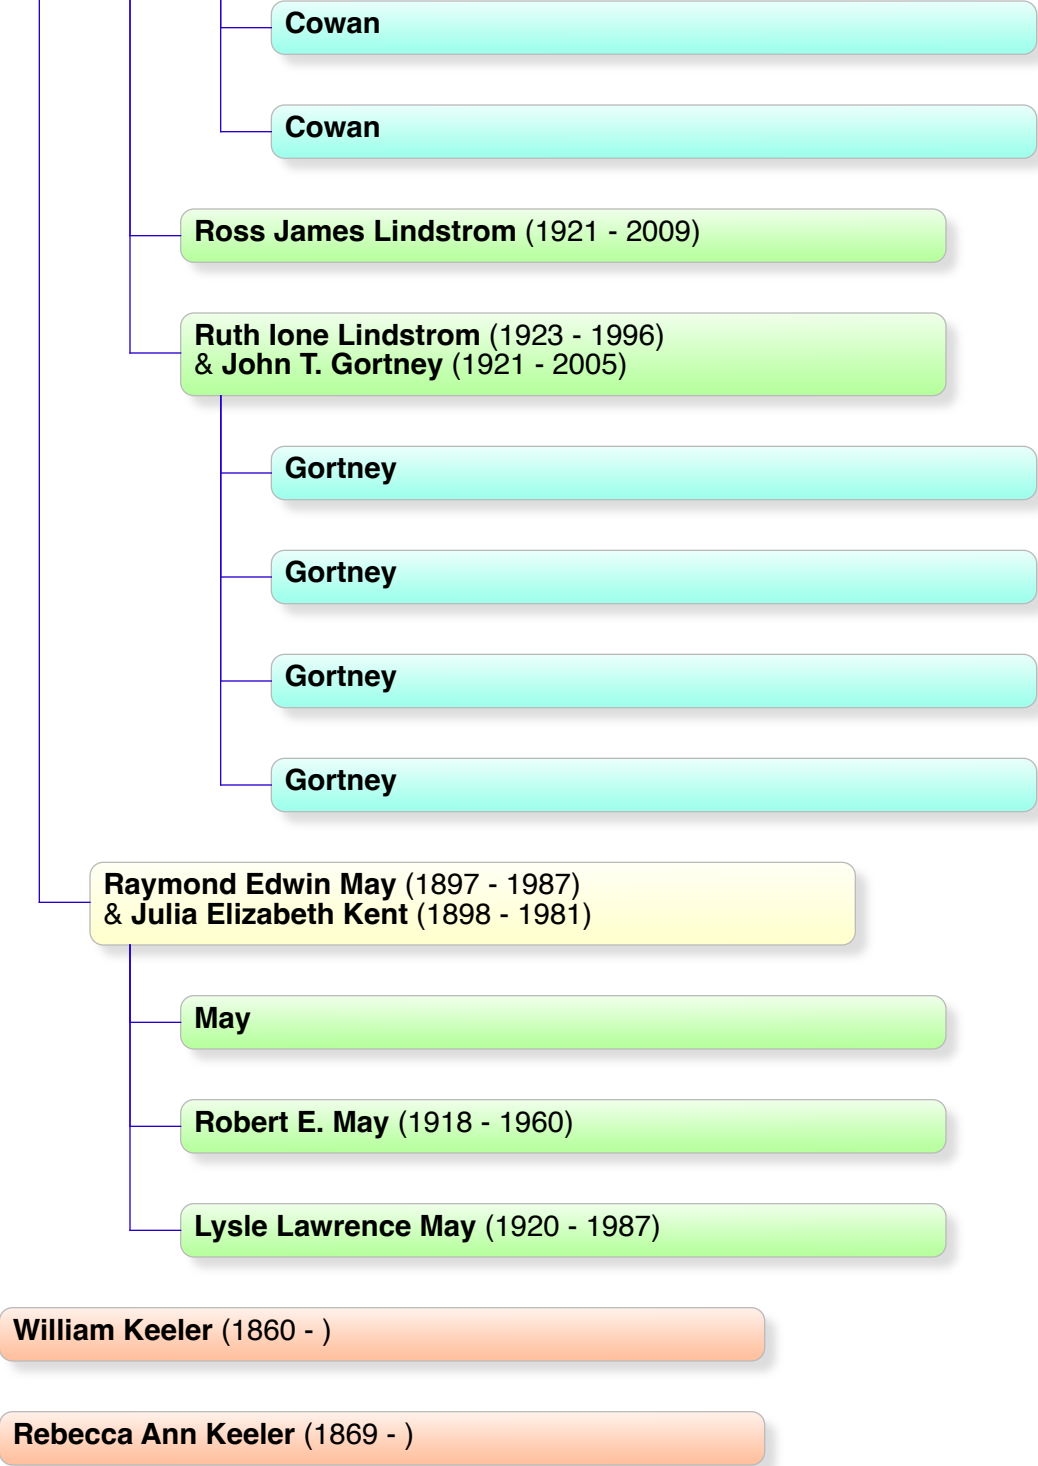 Cowan
Cowan
Ross James Lindstrom (1921 - 2009)
Ruth Ione Lindstrom (1923 - 1996)
& John T. Gortney (1921 - 2005)
Gortney
Gortney
Gortney
Gortney
Raymond Edwin May (1897 - 1987)
& Julia Elizabeth Kent (1898 - 1981)
May
Robert E. May (1918 - 1960)
Lysle Lawrence May (1920 - 1987)
William Keeler (1860 - )
Rebecca Ann Keeler (1869 - )